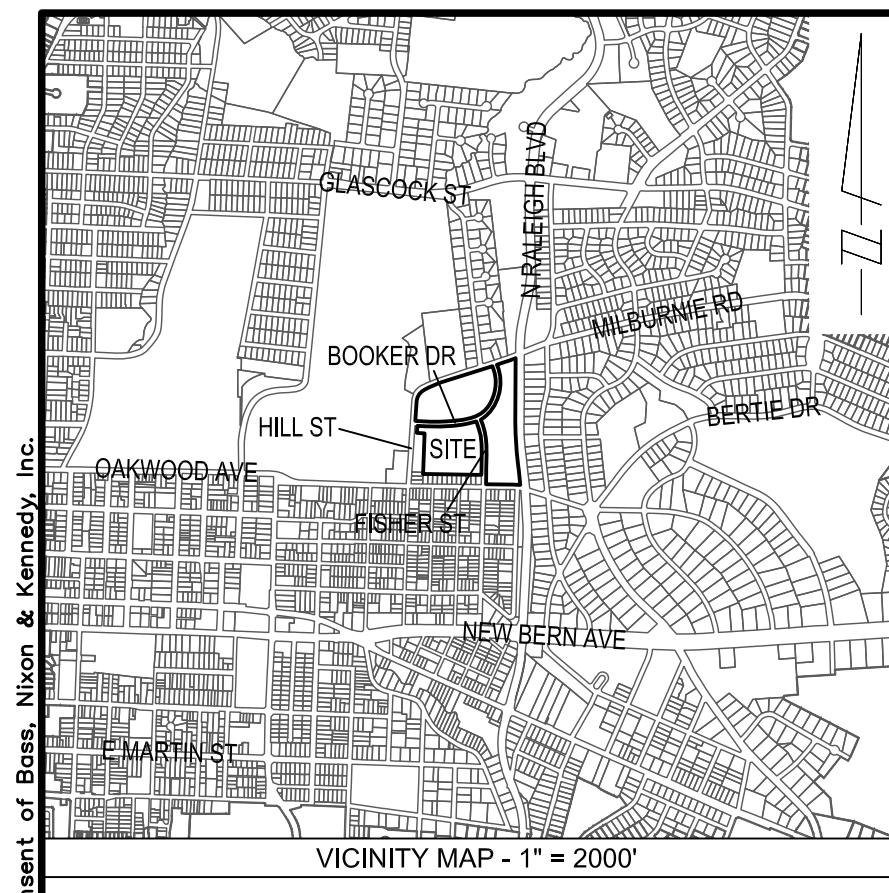 GLASCOCK ST
N RALEIGH BLVD
MILBURNIE RD
BOOKER DR
BERTIE DR
HILL ST
SITE
OAKWOOD AVE
FISHER ST
NEW BERN AVE
E MARTIN ST
N
VICINITY MAP - 1" = 2000'
nsent of Bass, Nixon & Kennedy, Inc.